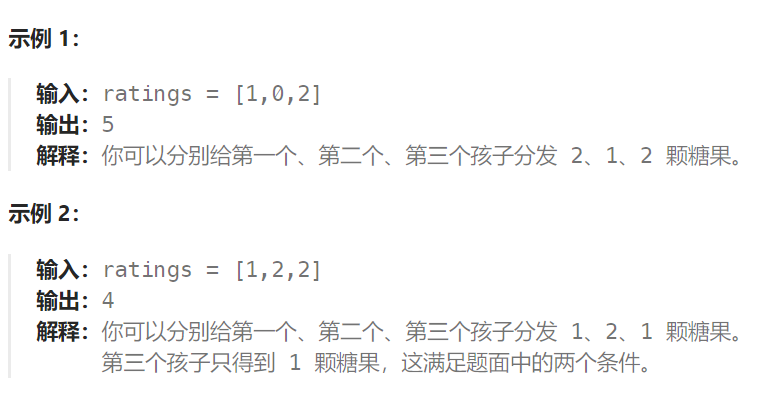 示例 1：
输入：ratings = [1,0,2]
输出：5
解释：你可以分别给第一个、第二个、第三个孩子分发 2、1、2 颗糖果。
示例 2：
输入：ratings = [1,2,2]
输出：4
解释：你可以分别给第一个、第二个、第三个孩子分发 1、2、1 颗糖果。
第三个孩子只得到 1 颗糖果，这满足题面中的两个条件。